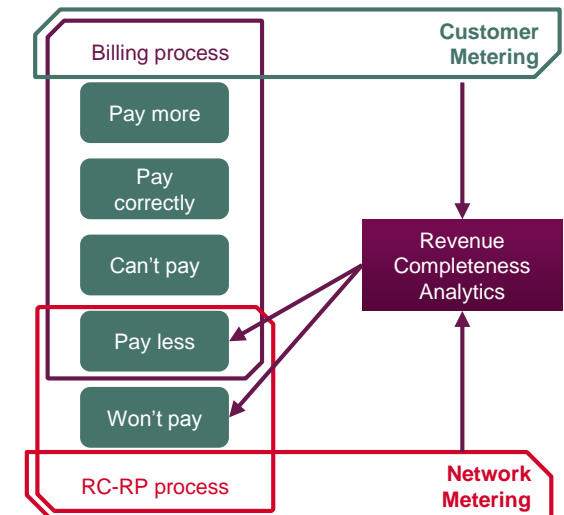 Customer
Metering
Billing process
Pay more
Pay
correctly
Can't pay
Revenue
Completeness
Analytics
Pay less
Won't pay
RC-RP process
Network
Metering